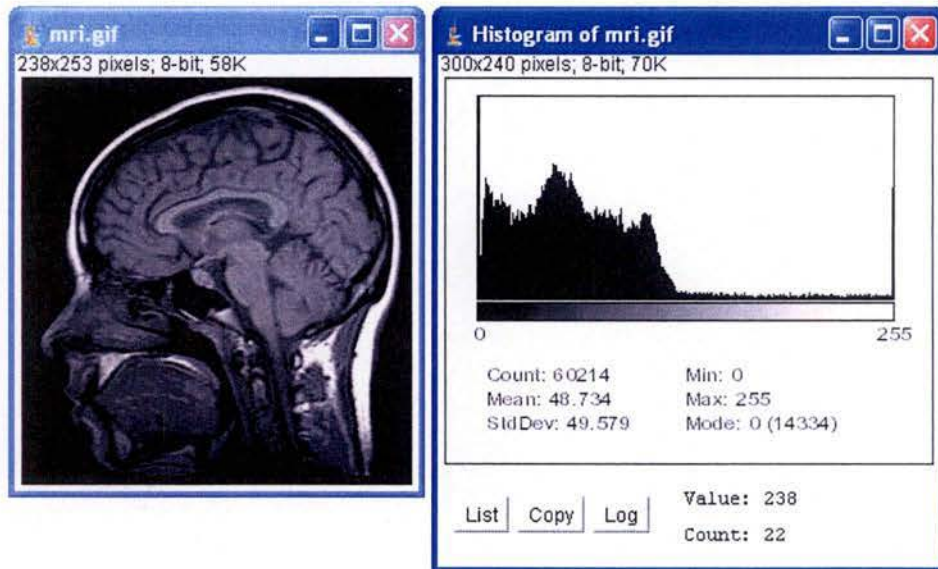 mri.gif
238x253 pixels; 8-bit; 58K
Histogram of mri.gif
300x240 pixels; 8-bit; 70K
0 255
Count: 60214 Min: 0
Mean: 48.734 Max: 255
StdDev: 49.579 Mode: 0 (14334)
List Copy Log
Value: 238
Count: 22